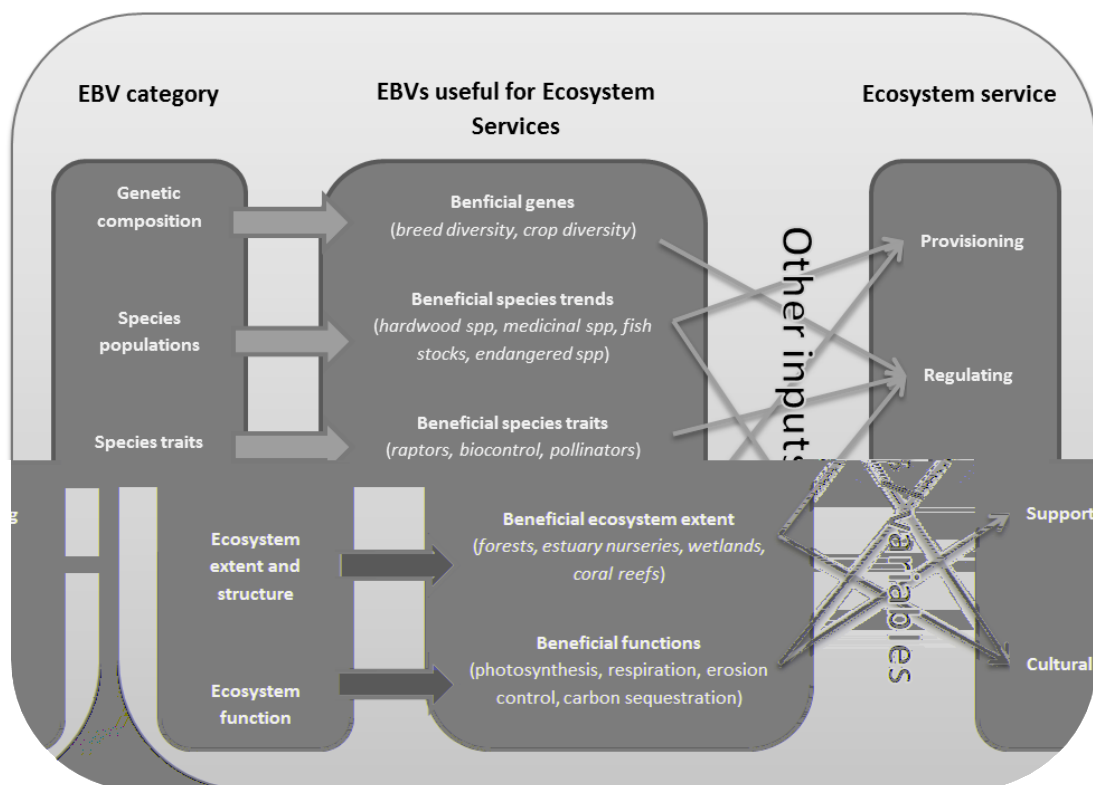 EBV category
EBVs useful for Ecosystem
Services
Ecosystem service
Genetic
composition
Benficial genes
(breed diversity, crop diversity)
Provisioning
Species
populations
Beneficial species trends
(hardwood spp, medicinal spp, fish
stocks, endangered spp)
Regulating
Species traits
Beneficial species traits
(raptors, biocontrol, pollinators)
Other inputs
variables
Ecosystem
extent and
structure
Beneficial ecosystem extent
(forests, estuary nurseries, wetlands,
coral reefs)
Support
Ecosystem
function
Beneficial functions
(photosynthesis, respiration, erosion
control, carbon sequestration)
Cultural
g